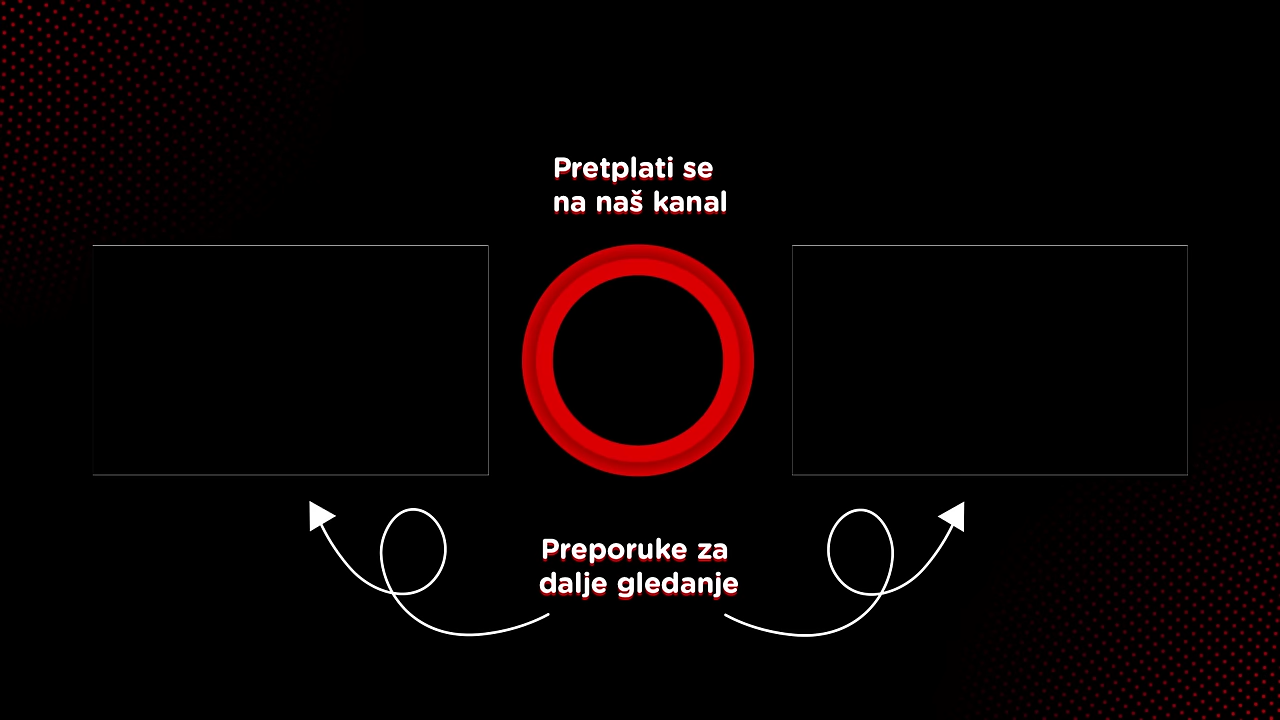 Pretplati se
na naš kanal
Preporuke za
dalje gledanje